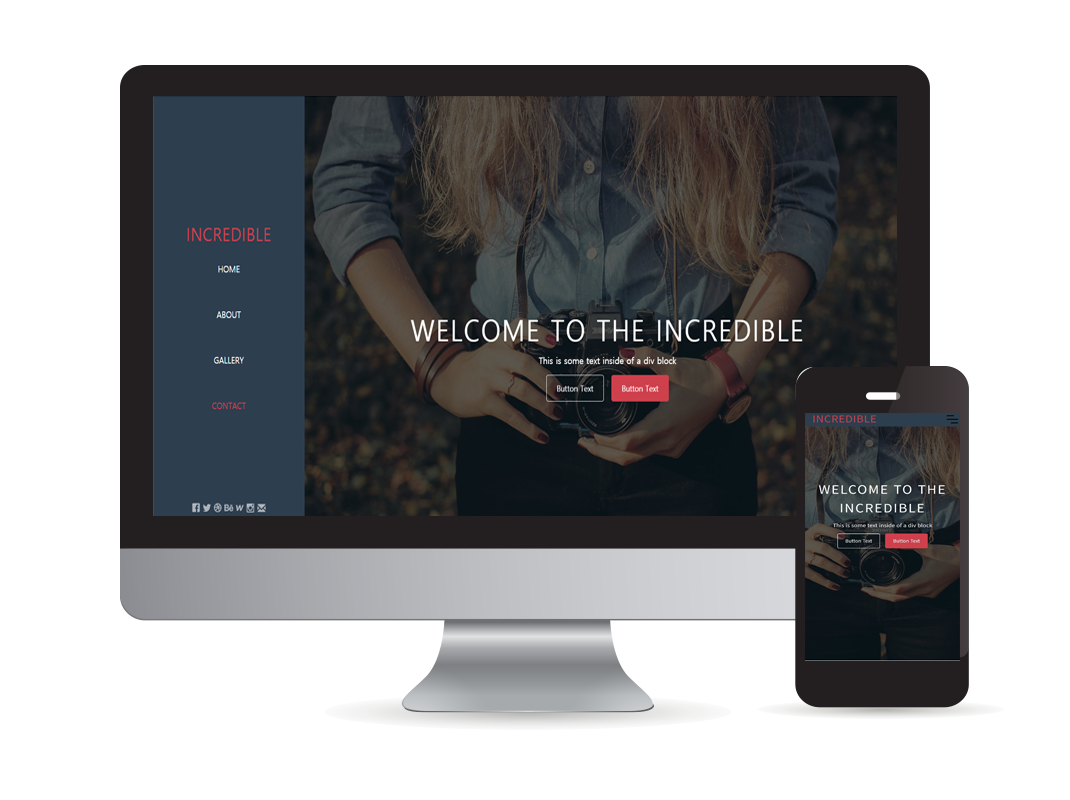 INCREDIBLE
HOME
ABOUT
GALLERY
CONTACT
WELCOME TO THE INCREDIBLE
This is some text inside of a div block
Button Text
Button Text
INCREDIBLE
WELCOME TO THE
INCREDIBLE
This is some text inside of a div block
Button Text
Button Text